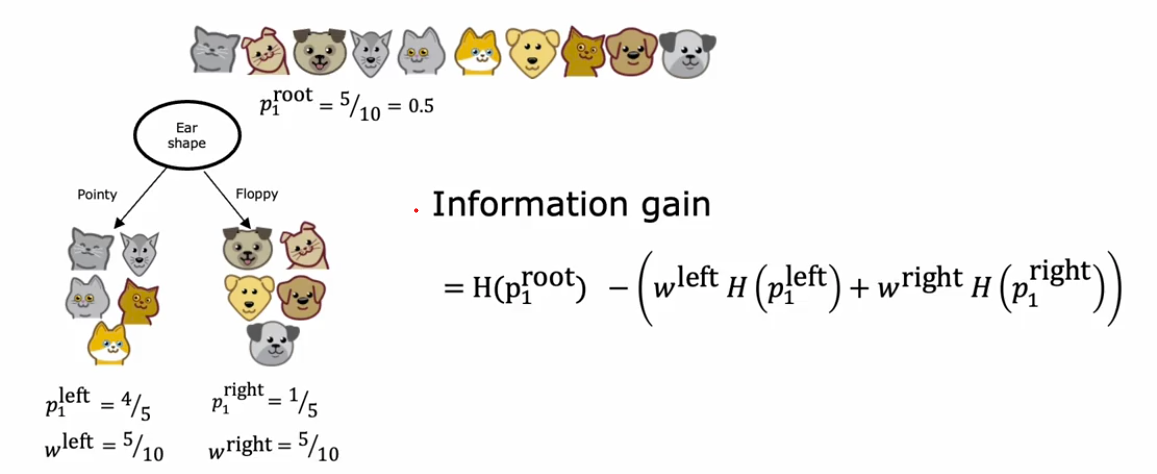 p₁^root = 5/10 = 0.5
Ear
shape
Pointy
Floppy
Information gain
= H(p₁^root) − (w^left H (p₁^left) + w^right H (p₁^right))
p₁^left = 4/5
p₁^right = 1/5
w^left = 5/10
w^right = 5/10